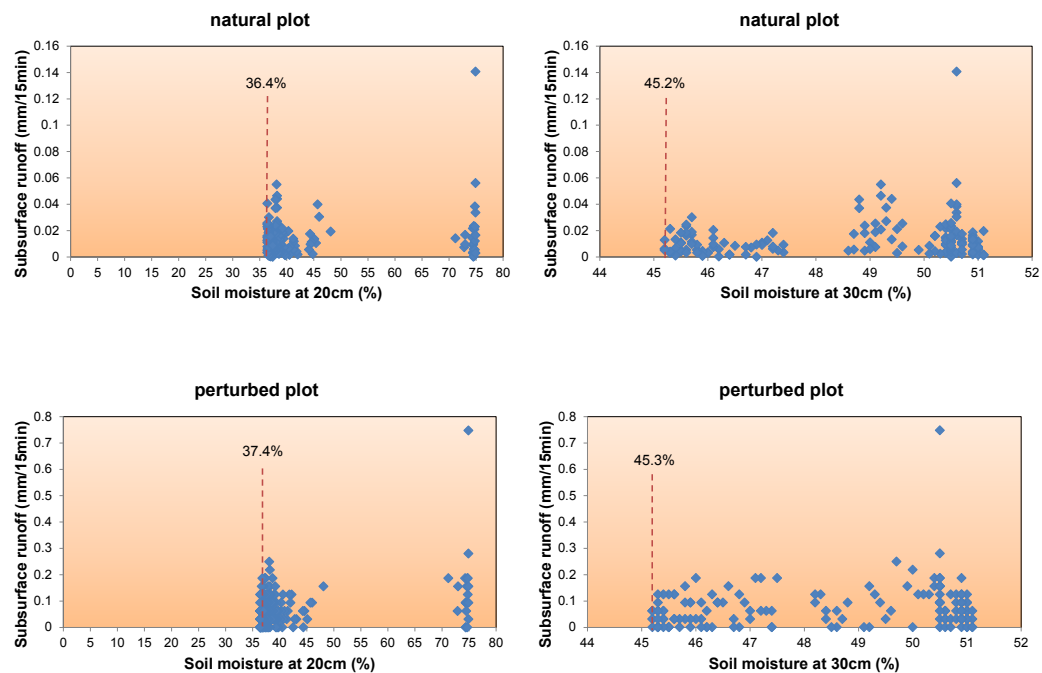 natural plot
Subsurface runoff (mm/15min)
0.16
0.14
0.12
0.1
0.08
0.06
0.04
0.02
0
36.4%
0 5 10 15 20 25 30 35 40 45 50 55 60 65 70 75 80
Soil moisture at 20cm (%)
natural plot
Subsurface runoff (mm/15min)
0.16
0.14
0.12
0.1
0.08
0.06
0.04
0.02
0
45.2%
44 45 46 47 48 49 50 51 52
Soil moisture at 30cm (%)
perturbed plot
Subsurface runoff (mm/15min)
0.8
0.7
0.6
0.5
0.4
0.3
0.2
0.1
0
37.4%
0 5 10 15 20 25 30 35 40 45 50 55 60 65 70 75 80
Soil moisture at 20cm (%)
perturbed plot
Subsurface runoff (mm/15min)
0.8
0.7
0.6
0.5
0.4
0.3
0.2
0.1
0
45.3%
44 45 46 47 48 49 50 51 52
Soil moisture at 30cm (%)